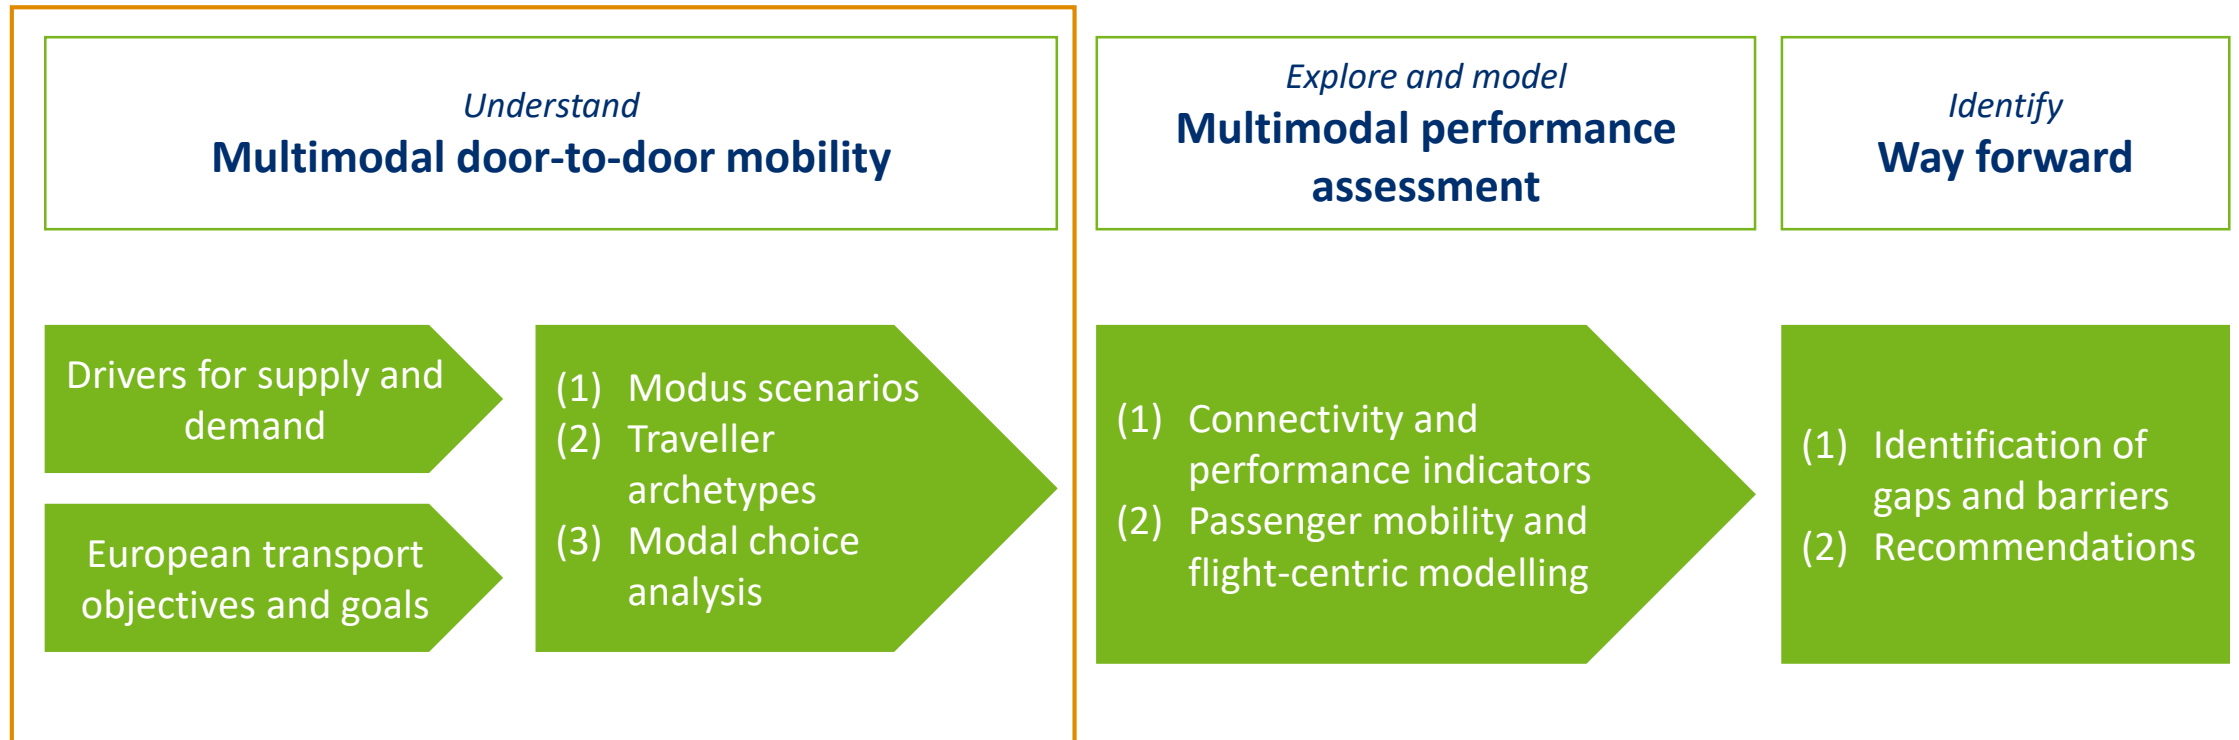 Understand
Multimodal door-to-door mobility
Explore and model
Multimodal performance
assessment
Identify
Way forward
Drivers for supply and
demand
European transport
objectives and goals
(1) Modus scenarios
(2) Traveller
archetypes
(3) Modal choice
analysis
(1) Connectivity and
performance indicators
(2) Passenger mobility and
flight-centric modelling
(1) Identification of
gaps and barriers
(2) Recommendations